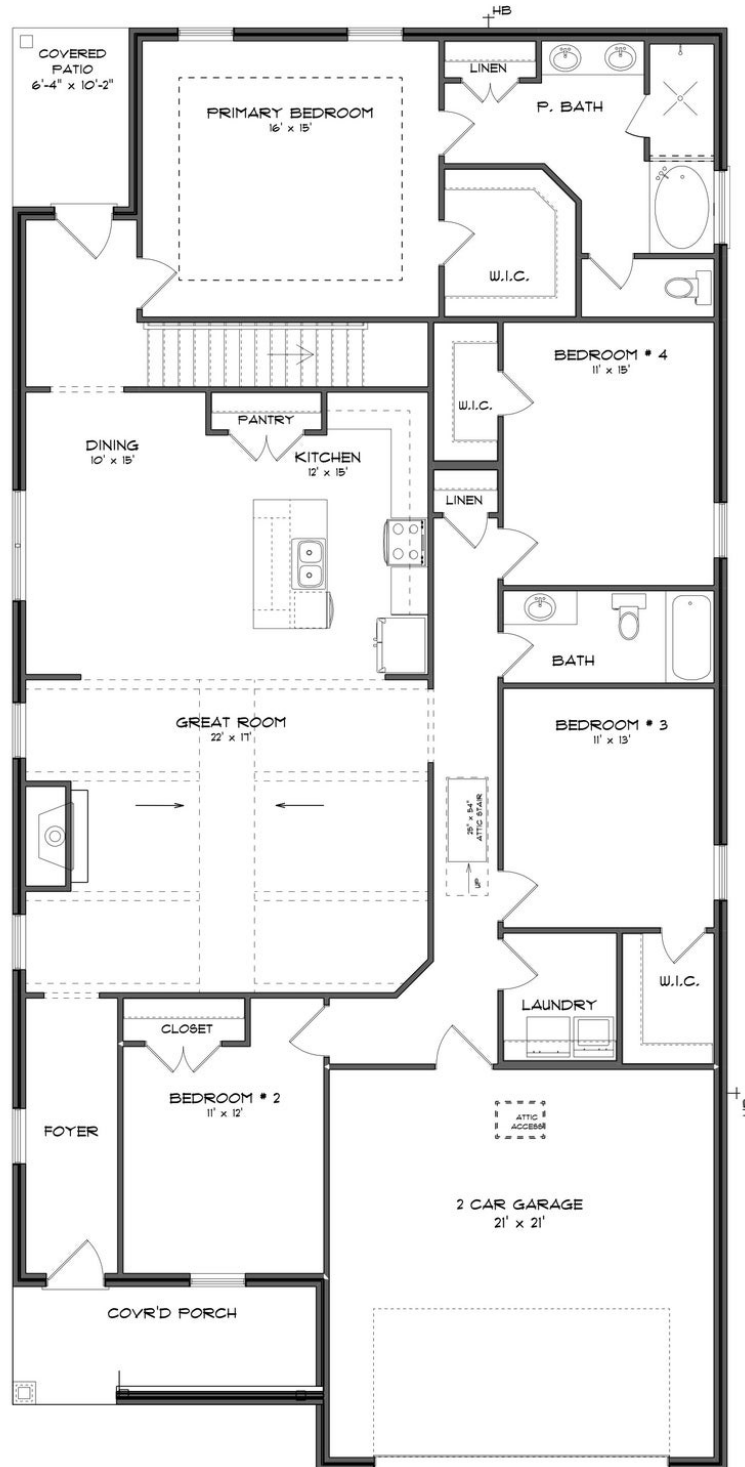 HB
COVERED
PATIO
6'-4" x 10'-2"
LINEN
PRIMARY BEDROOM
16' x 15'
P. BATH
W.I.C.
BEDROOM # 4
11' x 15'
W.I.C.
PANTRY
DINING
10' x 15'
KITCHEN
12' x 15'
LINEN
BATH
GREAT ROOM
22' x 17'
BEDROOM # 3
11' x 13'
25" x 54"
ATTIC STAIR
UP
W.I.C.
LAUNDRY
CLOSET
BEDROOM # 2
11' x 12'
FOYER
ATTIC
ACCESS
2 CAR GARAGE
21' x 21'
COVR'D PORCH